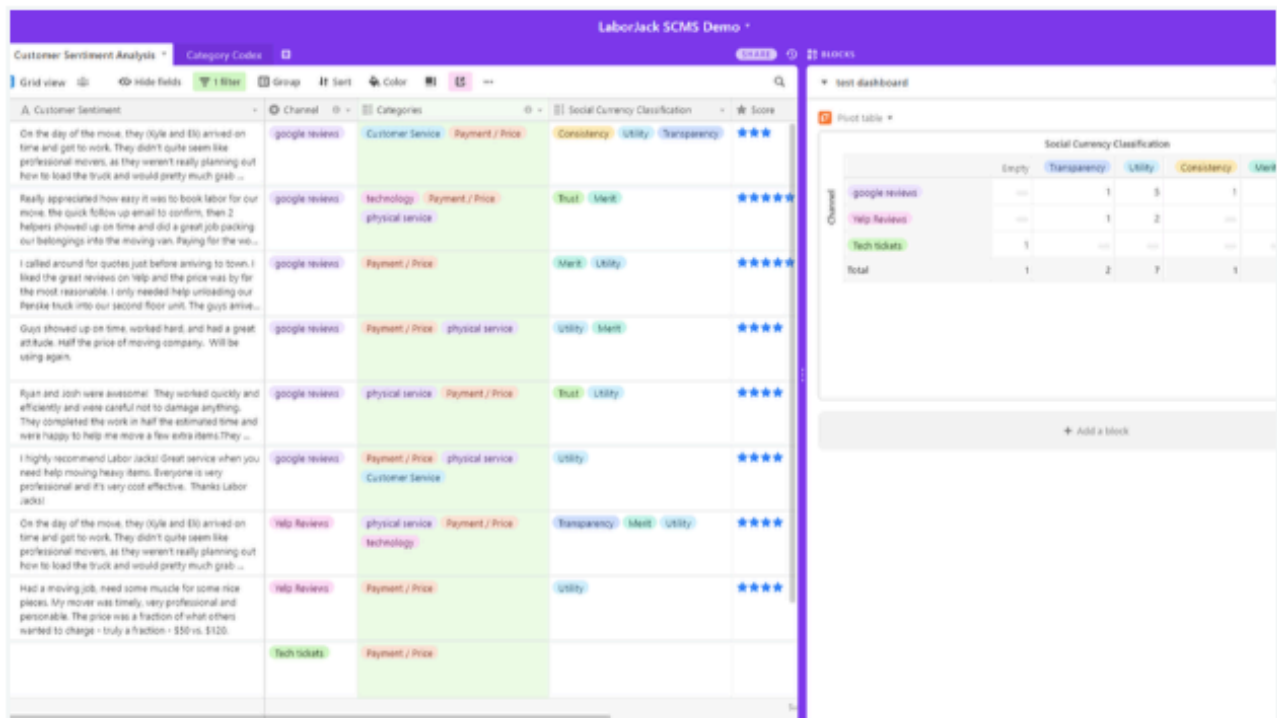 LaborJack SCMS Demo
Customer Sentiment Analysis Category Codex SHARE BLOCKS
Grid view Hide fields 1 filter Group Sort Color ... test dashboard
Customer Sentiment Channel Categories Social Currency Classification Score
Pivot table
Social Currency Classification
Empty Transparency Utility Consistency Merit
Channel
google reviews 1 5 1
Yelp Reviews 1 2
Tech tickets 1
Total 1 2 7 1
+ Add a block
On the day of the move, they (Kyle and Eli) arrived on
time and got to work. They didn't quite seem like
professional movers, as they weren't really planning out
how to load the truck and would pretty much grab ...
google reviews Customer Service Payment / Price Consistency Utility Transparency
Really appreciated how easy it was to book labor for our
move, the quick follow up email to confirm, then 2
helpers showed up on time and did a great job packing
our belongings into the moving van. Paying for the wo...
google reviews technology Payment / Price Trust Merit
physical service
I called around for quotes just before arriving to town. I
liked the great reviews on Yelp and the price was by far
the most reasonable. I only needed help unloading our
Penske truck into our second floor unit. The guys arrive...
google reviews Payment / Price Merit Utility
Guys showed up on time, worked hard, and had a great
attitude. Half the price of moving company. Will be
using again.
google reviews Payment / Price physical service Utility Merit
Ryan and Josh were awesome! They worked quickly and
efficiently and were careful not to damage anything.
They completed the work in half the estimated time and
were happy to help me move a few extra items.They ...
google reviews physical service Payment / Price Trust Utility
I highly recommend Labor Jacks! Great service when you
need help moving heavy items. Everyone is very
professional and it's very cost effective. Thanks Labor
Jacks!
google reviews Payment / Price physical service Utility
Customer Service
On the day of the move, they (Kyle and Eli) arrived on
time and got to work. They didn't quite seem like
professional movers, as they weren't really planning out
how to load the truck and would pretty much grab ...
Yelp Reviews physical service Payment / Price Transparency Merit Utility
technology
Had a moving job, need some muscle for some nice
pieces. My mover was timely, very professional and
personable. The price was a fraction of what others
wanted to charge - truly a fraction - $50 vs. $120.
Yelp Reviews Payment / Price Utility
Tech tickets Payment / Price